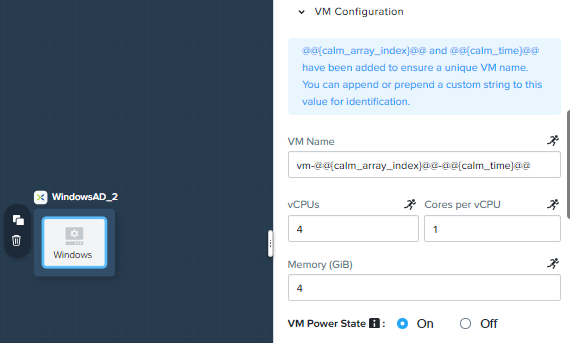 VM Configuration
@@{calm_array_index}@@ and @@{calm_time}@@
have been added to ensure a unique VM name.
You can append or prepend a custom string to this
value for identification.
VM Name
vm-@@{calm_array_index}@@-@@{calm_time}@@
WindowsAD_2
Windows
vCPUs
Cores per vCPU
4
1
Memory (GiB)
4
VM Power State : On Off